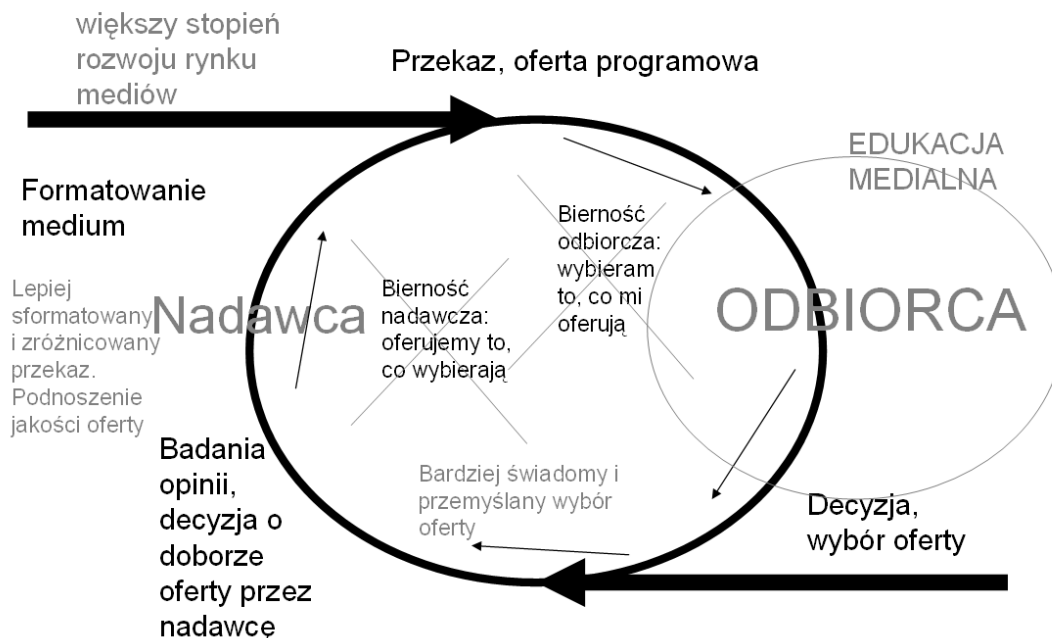 większy stopień
rozwoju rynku
mediów
Przekaz, oferta programowa
EDUKACJA
MEDIALNA
Formatowanie
medium
Bierność
odbiorcza:
wybieram
to, co mi
oferują
Lepiej
sformatowany
i zróżnicowany
przekaz.
Podnoszenie
jakości oferty
Nadawca
Bierność
nadawcza:
oferujemy to,
co wybierają
ODBIORCA
Badania
opinii,
decyzja o
doborze
oferty przez
nadawcę
Bardziej świadomy i
przemyślany wybór
oferty
Decyzja,
wybór oferty